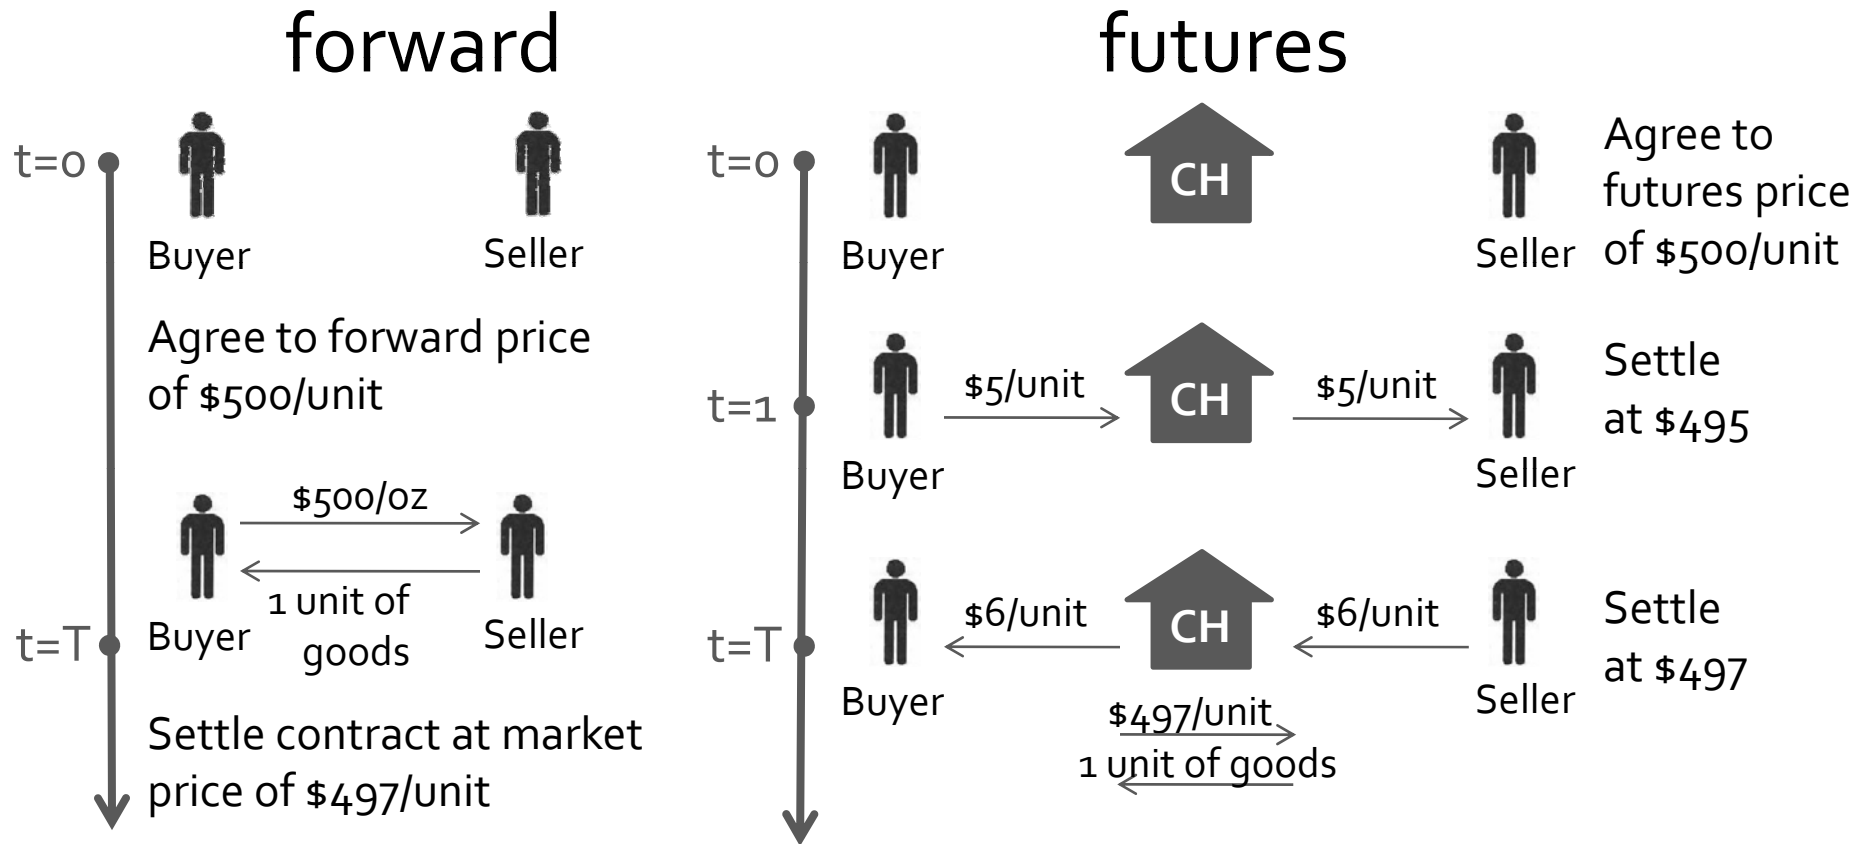 forward
t=0
Buyer
Seller
Agree to forward price
of $500/unit
$500/oz
1 unit of
goods
t=T
Buyer
Seller
Settle contract at market
price of $497/unit
futures
t=0
Buyer
CH
Seller
Agree to
futures price
of $500/unit
t=1
Buyer
$5/unit
CH
$5/unit
Seller
Settle
at $495
t=T
Buyer
$6/unit
CH
$6/unit
Seller
Settle
at $497
$497/unit
1 unit of goods